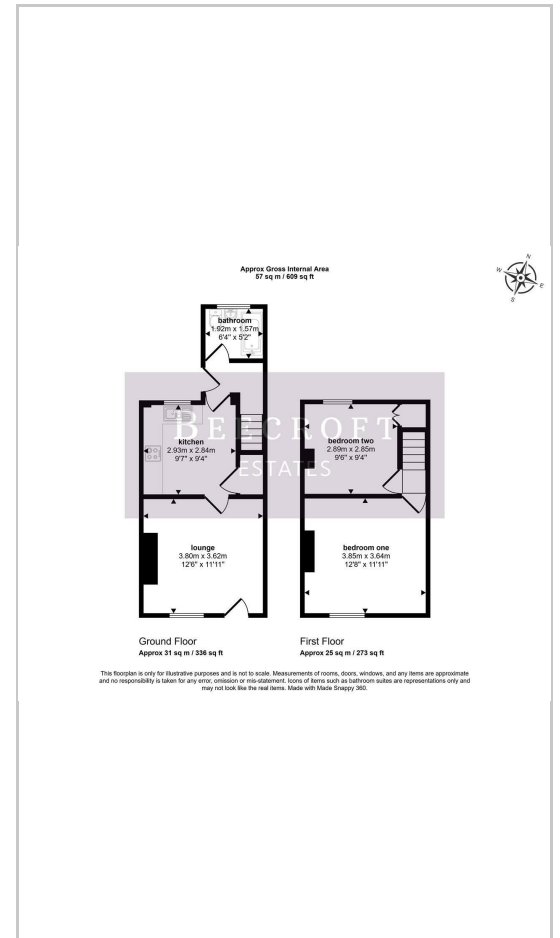 Approx Gross Internal Area
57 sq m / 609 sq ft
N
W
E
S
bathroom
1.92m x 1.57m
6'4" x 5'2"
BEECROFT
ESTATES
kitchen
2.93m x 2.84m
9'7" x 9'4"
bedroom two
2.89m x 2.85m
9'6" x 9'4"
lounge
3.80m x 3.62m
12'6" x 11'11"
bedroom one
3.85m x 3.64m
12'8" x 11'11"
Ground Floor
Approx 31 sq m / 336 sq ft
First Floor
Approx 25 sq m / 273 sq ft
This floorplan is only for illustrative purposes and is not to scale. Measurements of rooms, doors, windows, and any items are approximate
and no responsibility is taken for any error, omission or mis-statement. Icons of items such as bathroom suites are representations only and
may not look like the real items. Made with Made Snappy 360.